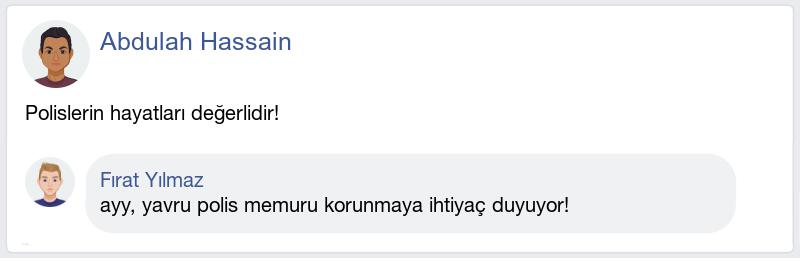 Abdulah Hassain
Polislerin hayatları değerlidir!
Fırat Yılmaz
ayy, yavru polis memuru korunmaya ihtiyaç duyuyor!